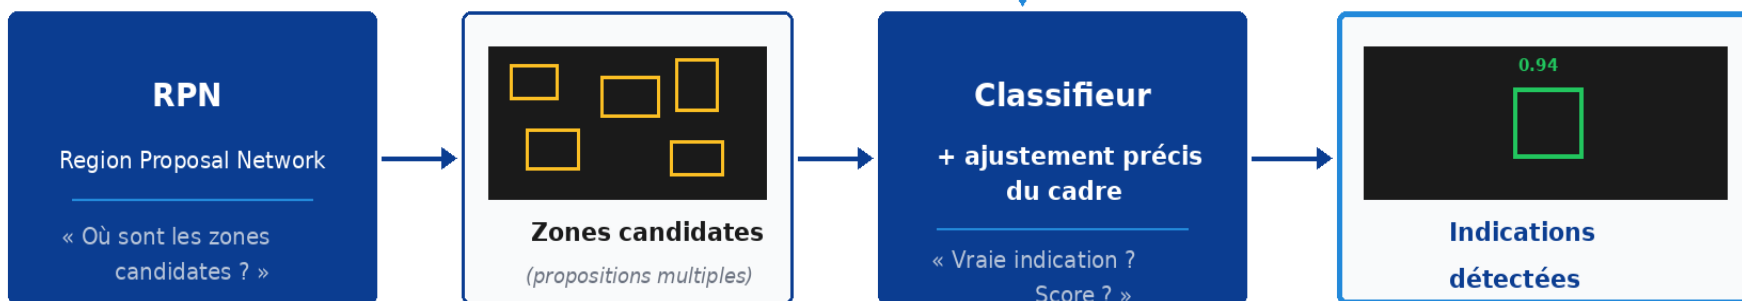 RPN
Region Proposal Network
« Où sont les zones
candidates ? »
Zones candidates
(propositions multiples)
Classifieur
+ ajustement précis
du cadre
« Vraie indication ?
Score ? »
0.94
Indications
détectées